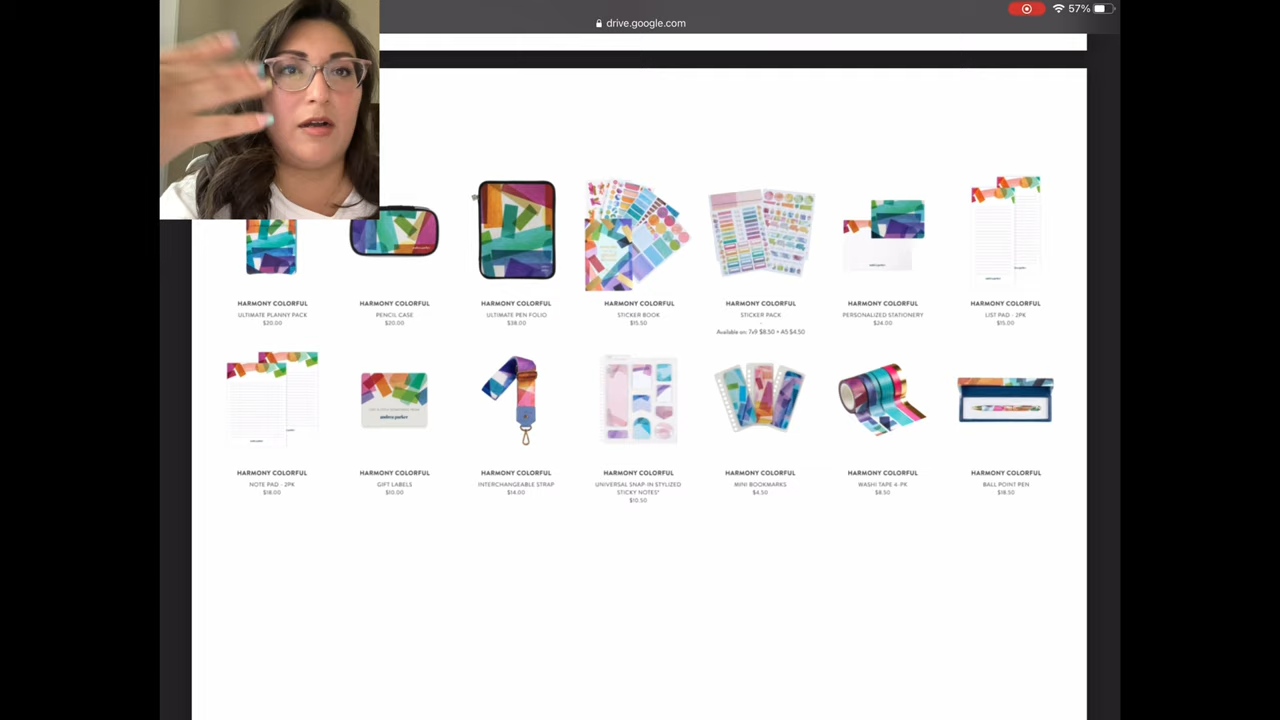 57%
drive.google.com
HARMONY COLORFUL
ULTIMATE PLANNY PACK
$20.00
HARMONY COLORFUL
PENCIL CASE
$20.00
HARMONY COLORFUL
ULTIMATE PEN FOLIO
$38.00
HARMONY COLORFUL
STICKER BOOK
$15.50
HARMONY COLORFUL
STICKER PACK
-
Available on: 7x9 $8.50 • A5 $4.50
HARMONY COLORFUL
PERSONALIZED STATIONERY
$24.00
HARMONY COLORFUL
LIST PAD - 2PK
$15.00
andrea parker
HARMONY COLORFUL
NOTE PAD - 2PK
$18.00
HARMONY COLORFUL
GIFT LABELS
$10.00
HARMONY COLORFUL
INTERCHANGEABLE STRAP
$14.00
HARMONY COLORFUL
UNIVERSAL SNAP-IN STYLIZED
STICKY NOTES*
$10.50
HARMONY COLORFUL
MINI BOOKMARKS
$4.50
HARMONY COLORFUL
WASHI TAPE 4-PK
$8.50
HARMONY COLORFUL
BALL POINT PEN
$18.50